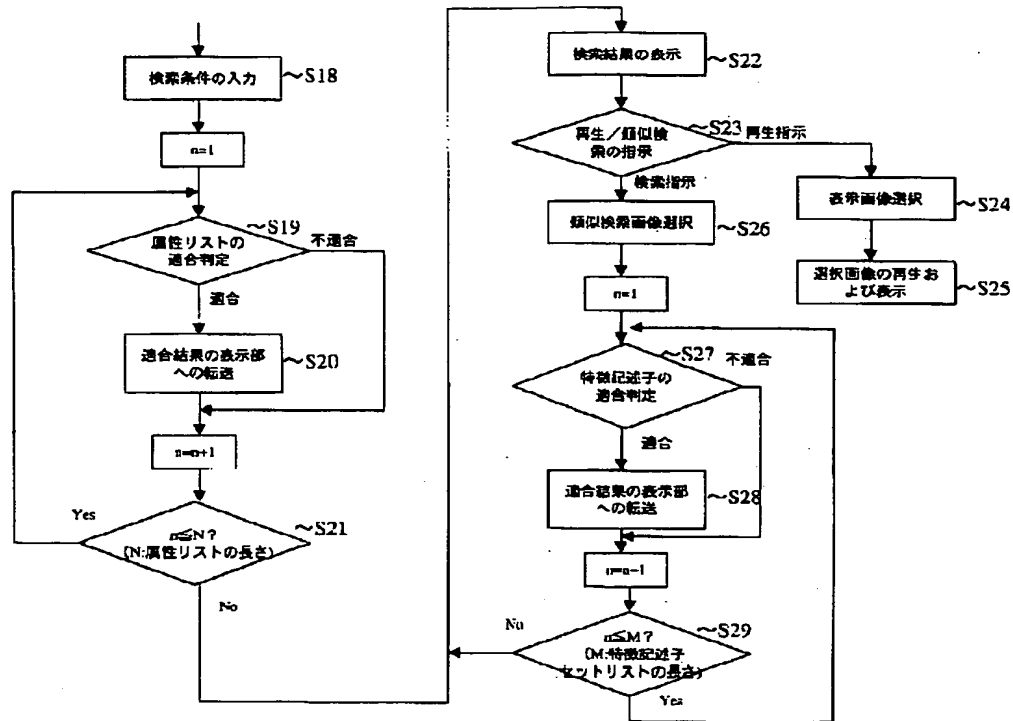 検索条件の入力
~S18
n=1
~S19
属性リストの
適合判定
不適合
適合
適合結果の表示部
への転送
~S20
n=n+1
Yes
n≦N?
(N:属性リストの長さ)
~S21
No
検索結果の表示
~S22
~S23
再生/類似検
索の指示
再生指示
検索指示
表示画像選択
~S24
選択画像の再生お
よび表示
~S25
類似検索画像選択
~S26
n=1
~S27
特徴記述子の
適合判定
不適合
適合
適合結果の表示部
への転送
~S28
n=n-1
No
n≦M?
(M:特徴記述子
セットリストの長さ)
~S29
Yes